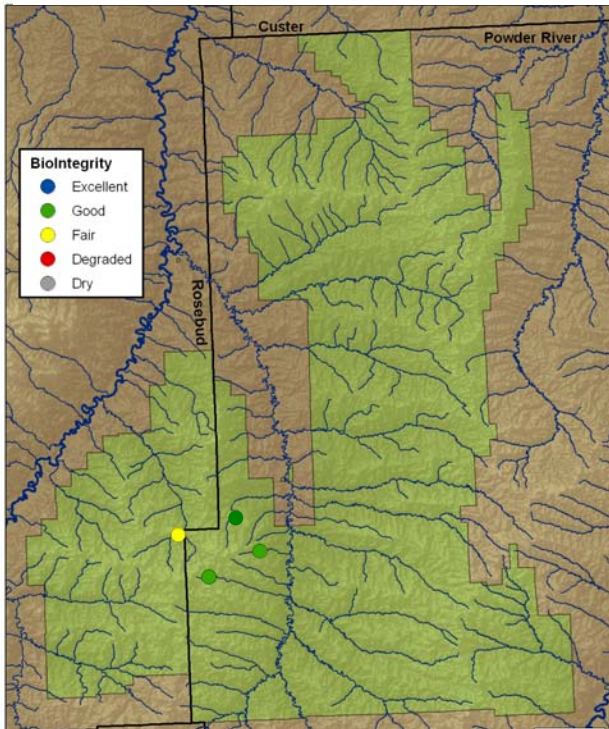 Custer
Powder River
BioIntegrity
Excellent
Good
Fair
Degraded
Dry
Rosebud